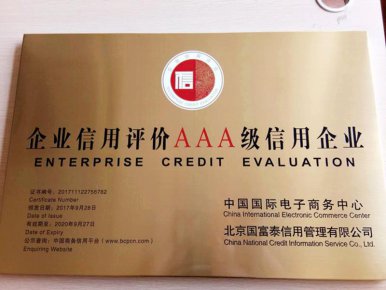 企业信用评价AAA级信用企业
ENTERPRISE CREDIT EVALUATION
证书编号: 201711122756782
Certificate Number
颁发日期: 2017年9月28日
Date of Issue
有效期至: 2020年9月27日
Date of Expiry
公示查询: 中国商务信用平台 (www.bcpcn.com)
Enquiring Website
中国国际电子商务中心
China International Electronic Commerce Center
北京国富泰信用管理有限公司
China National Credit Information Service Co., Ltd.